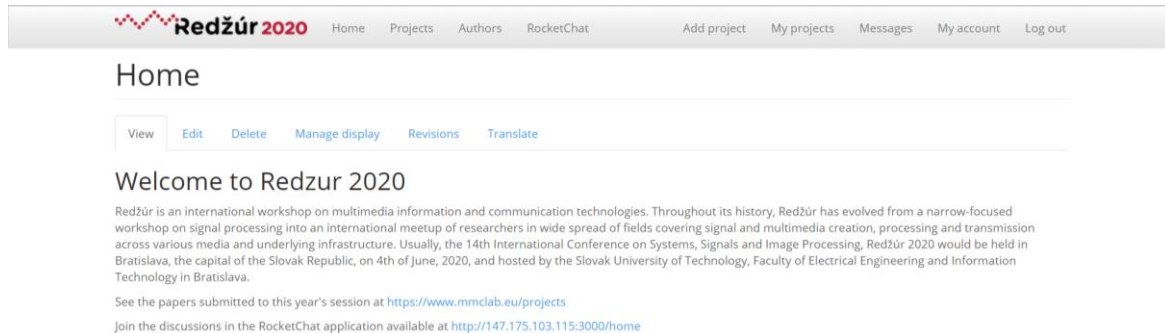 Redžúr 2020 Home Projects Authors RocketChat Add project My projects Messages My account Log out
Home
View Edit Delete Manage display Revisions Translate
Welcome to Redzur 2020
Redžúr is an international workshop on multimedia information and communication technologies. Throughout its history, Redžúr has evolved from a narrow-focused
workshop on signal processing into an international meetup of researchers in wide spread of fields covering signal and multimedia creation, processing and transmission
across various media and underlying infrastructure. Usually, the 14th International Conference on Systems, Signals and Image Processing, Redžúr 2020 would be held in
Bratislava, the capital of the Slovak Republic, on 4th of June, 2020, and hosted by the Slovak University of Technology, Faculty of Electrical Engineering and Information
Technology in Bratislava.
See the papers submitted to this year's session at https://www.mmclab.eu/projects
Join the discussions in the RocketChat application available at http://147.175.103.115:3000/home